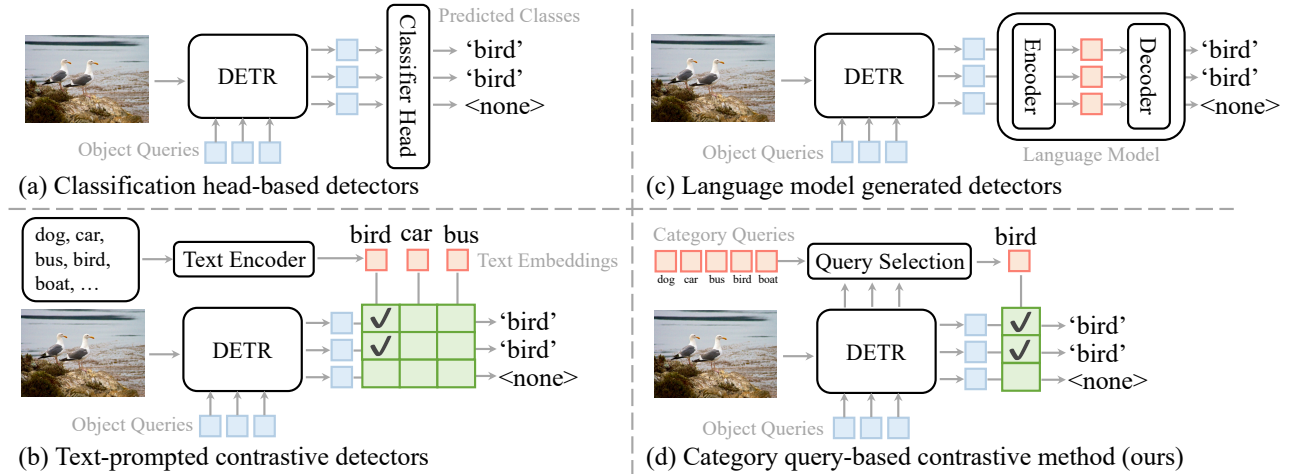 Predicted Classes
DETR
Classifier Head
‘bird’
‘bird’
<none>
Object Queries
(a) Classification head-based detectors
DETR
Encoder
Decoder
‘bird’
‘bird’
<none>
Object Queries
Language Model
(c) Language model generated detectors
dog, car,
bus, bird,
boat, …
Text Encoder
bird car bus
Text Embeddings
DETR
‘bird’
‘bird’
<none>
Object Queries
(b) Text-prompted contrastive detectors
Category Queries
dog car bus bird boat
Query Selection
bird
DETR
‘bird’
‘bird’
<none>
Object Queries
(d) Category query-based contrastive method (ours)